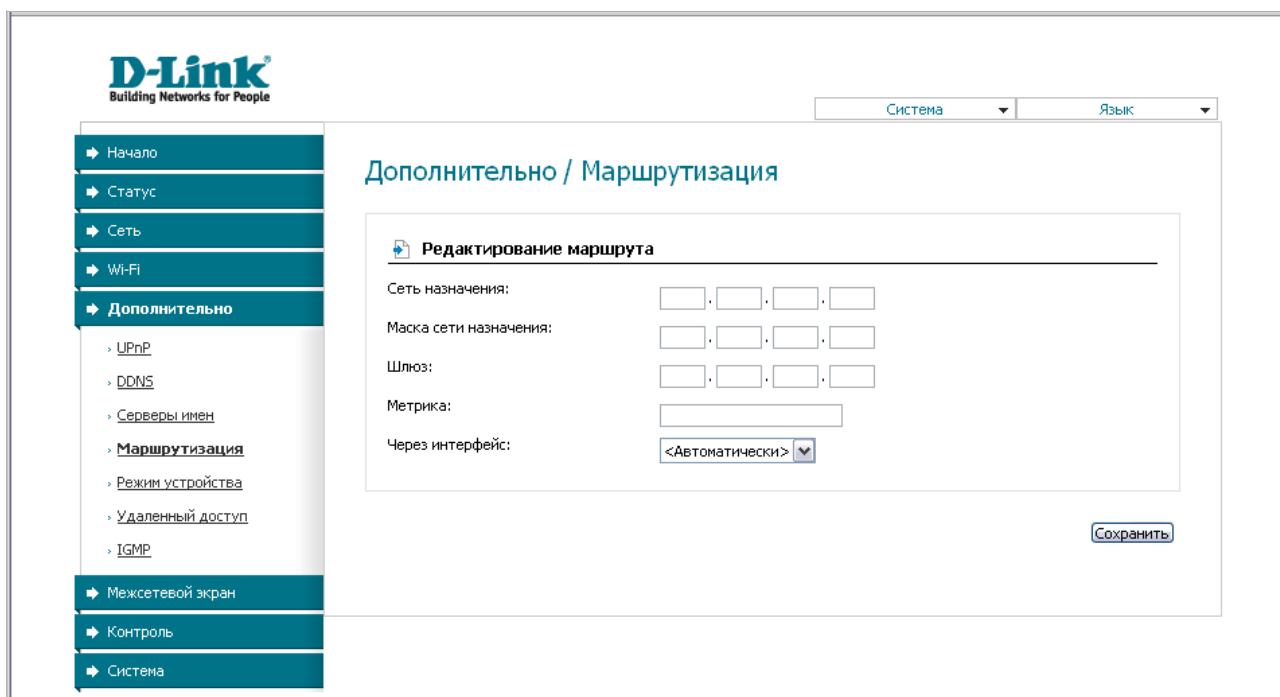 D-Link®
Building Networks for People
Система
Язык
Начало
Статус
Сеть
Wi-Fi
Дополнительно
UPnP
DDNS
Серверы имен
Маршрутизация
Режим устройства
Удаленный доступ
IGMP
Межсетевой экран
Контроль
Система
Дополнительно / Маршрутизация
Редактирование маршрута
Сеть назначения:
. . .
Маска сети назначения:
. . .
Шлюз:
. . .
Метрика:
Через интерфейс:
<Автоматически>
Сохранить